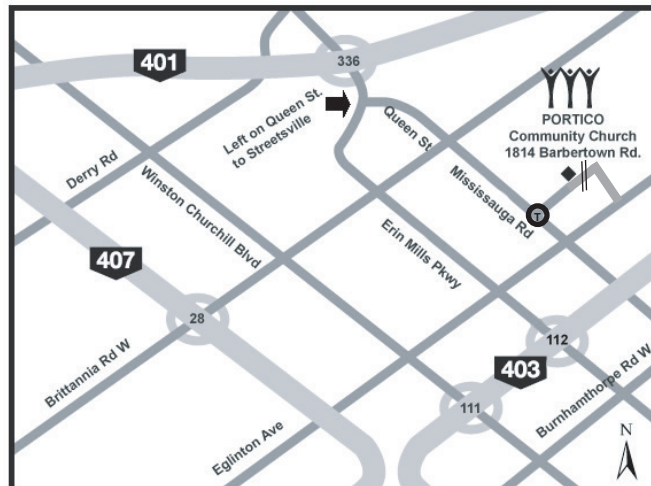 401
336
Left on Queen St.
to Streetsville
Queen St
PORTICO
Community Church
1814 Barbertown Rd.
Derry Rd
Winston Churchill Blvd
Mississauga Rd
T
Erin Mills Pkwy
407
28
112
403
Brittannia Rd W
111
Burnhamthorpe Rd W
Eglinton Ave
N